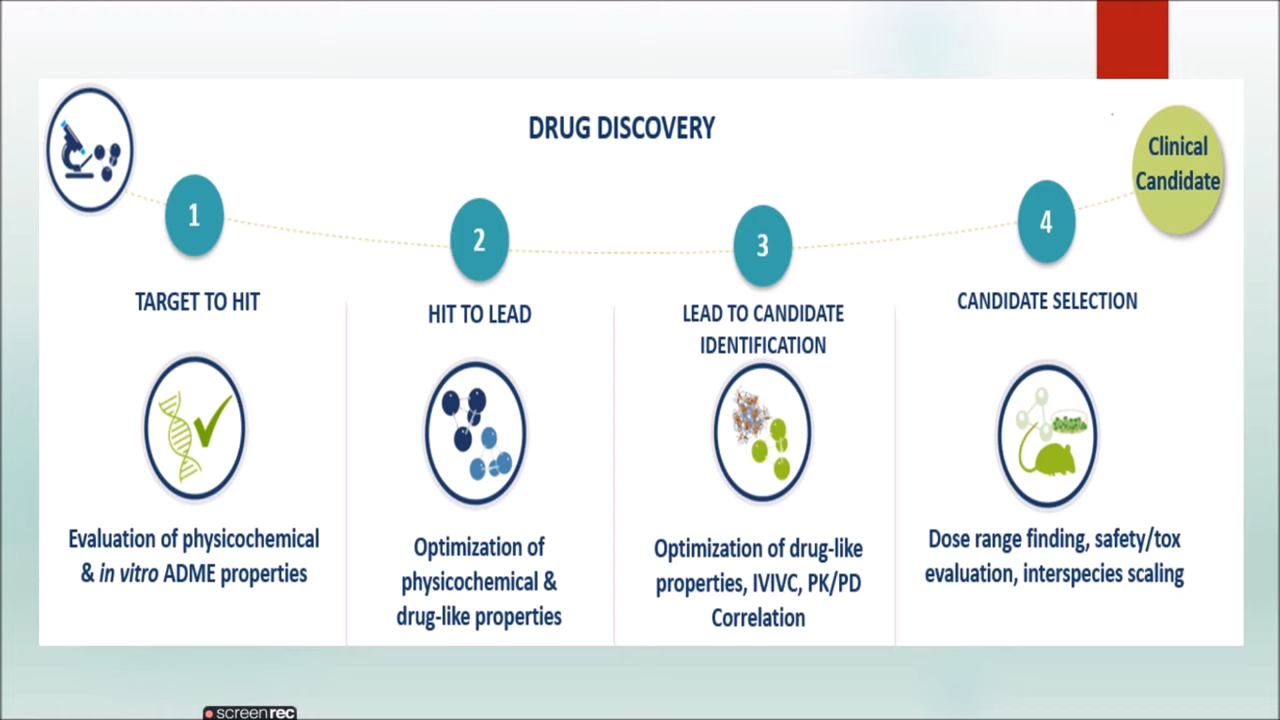 DRUG DISCOVERY
Clinical
Candidate
1
2
3
4
TARGET TO HIT
HIT TO LEAD
LEAD TO CANDIDATE
IDENTIFICATION
CANDIDATE SELECTION
Evaluation of physicochemical
& in vitro ADME properties
Optimization of
physicochemical &
drug-like properties
Optimization of drug-like
properties, IVIVC, PK/PD
Correlation
Dose range finding, safety/tox
evaluation, interspecies scaling
screenrec